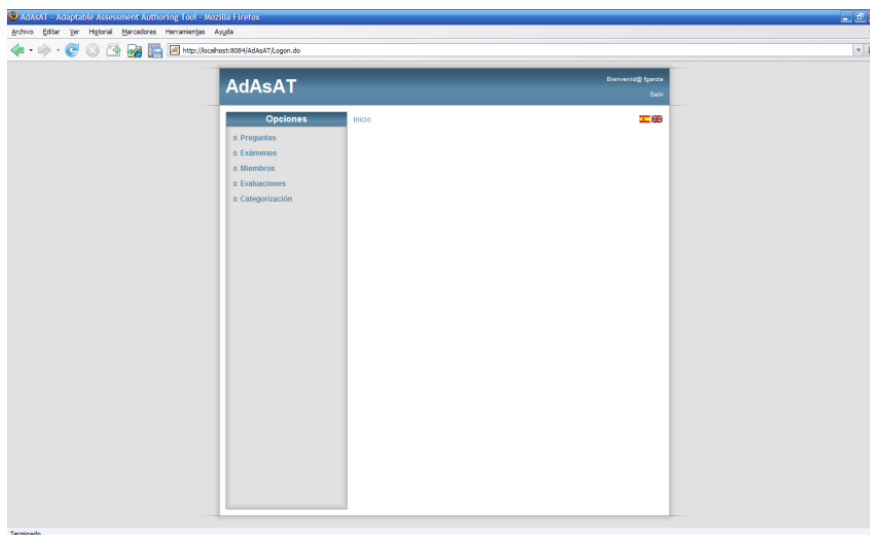 AdAsAT - Adaptable Assessment Authoring Tool - Mozilla Firefox
Archivo Editar Ver Historial Marcadores Herramientas Ayuda
http://localhost:8084/AdAsAT/Logon.do
AdAsAT
Bienvenid@ fgarcia
Salir
Opciones
Inicio
Preguntas
Exámenes
Miembros
Evaluaciones
Categorización
Terminado